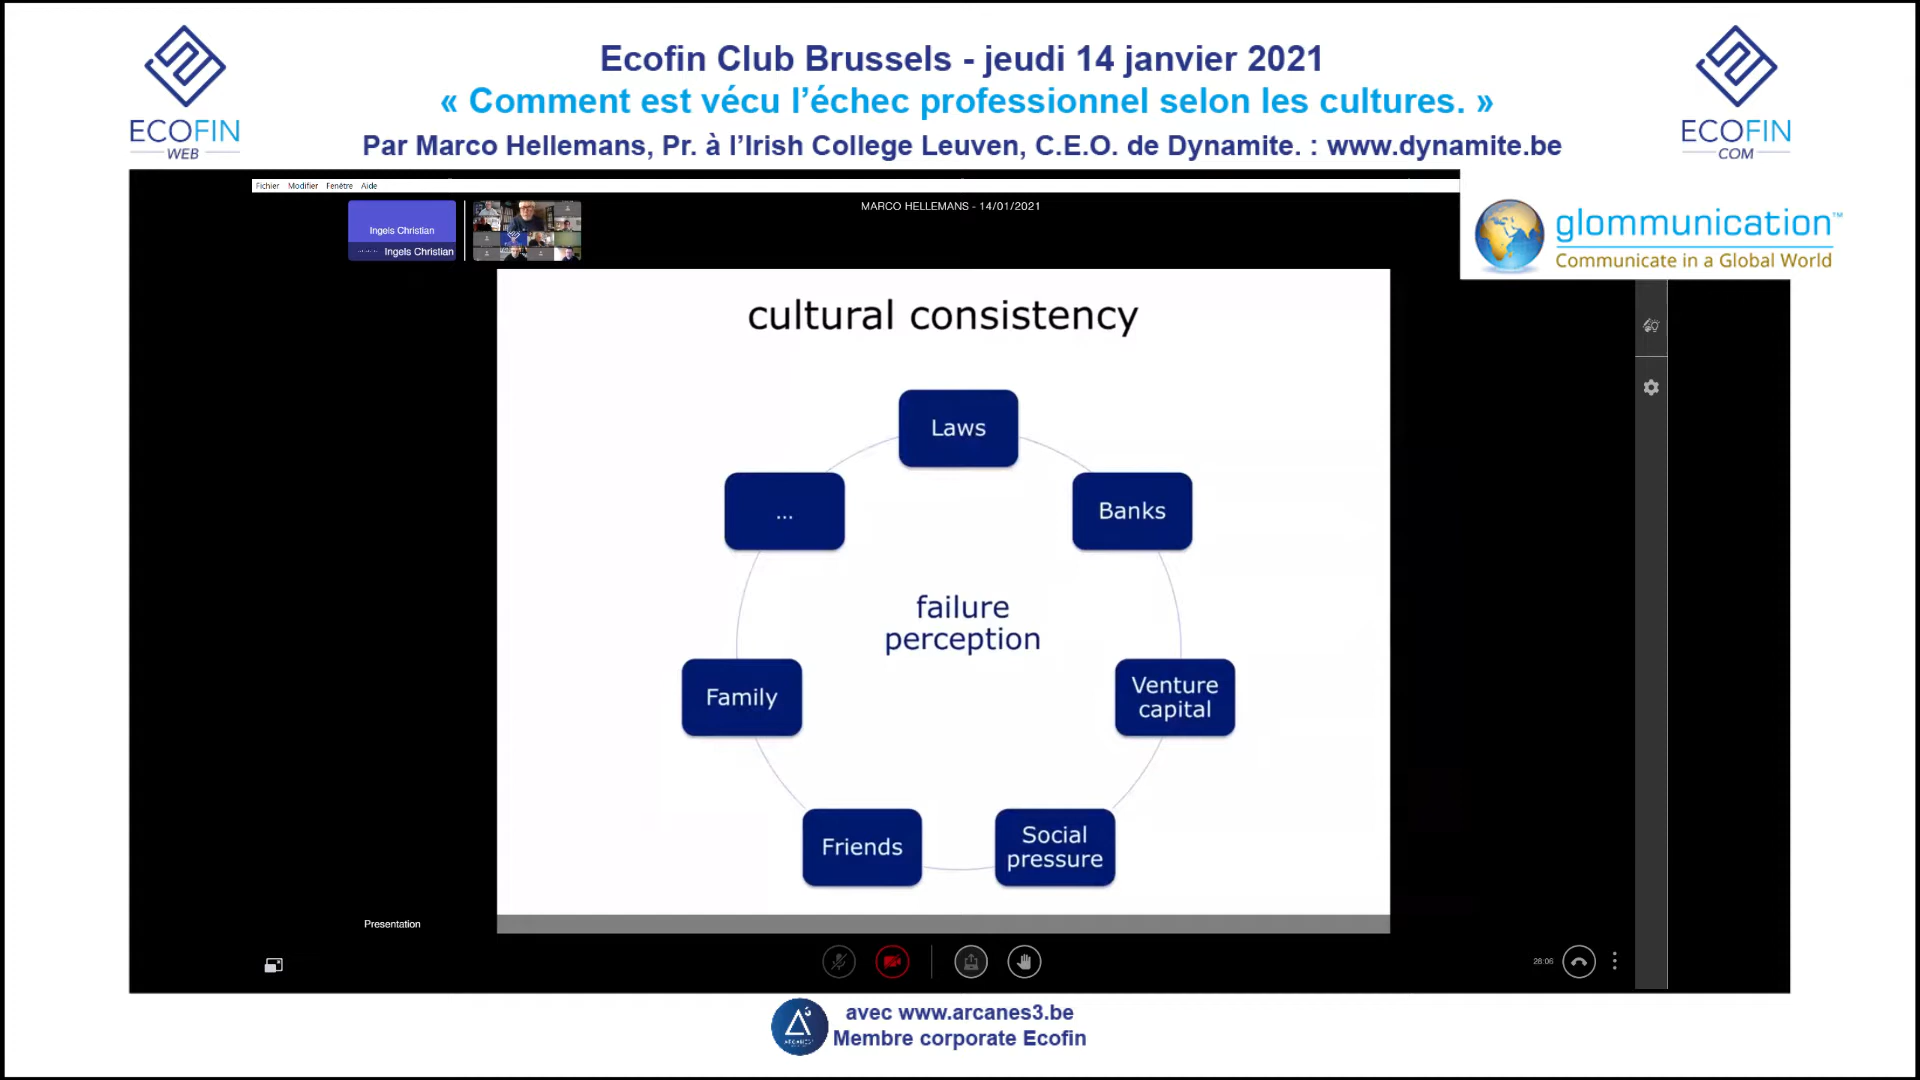 Ecofin Club Brussels - jeudi 14 janvier 2021
« Comment est vécu l’échec professionnel selon les cultures. »
Par Marco Hellemans, Pr. à l’Irish College Leuven, C.E.O. de Dynamite. : www.dynamite.be
ECOFIN
WEB
ECOFIN
COM
Fichier Modifier Fenêtre Aide
MARCO HELLEMANS - 14/01/2021
Ingels Christian
Ingels Christian
glommunication™
Communicate in a Global World
cultural consistency
Laws
...
Banks
failure
perception
Family
Venture
capital
Friends
Social
pressure
Presentation
28:06
avec www.arcanes3.be
Membre corporate Ecofin